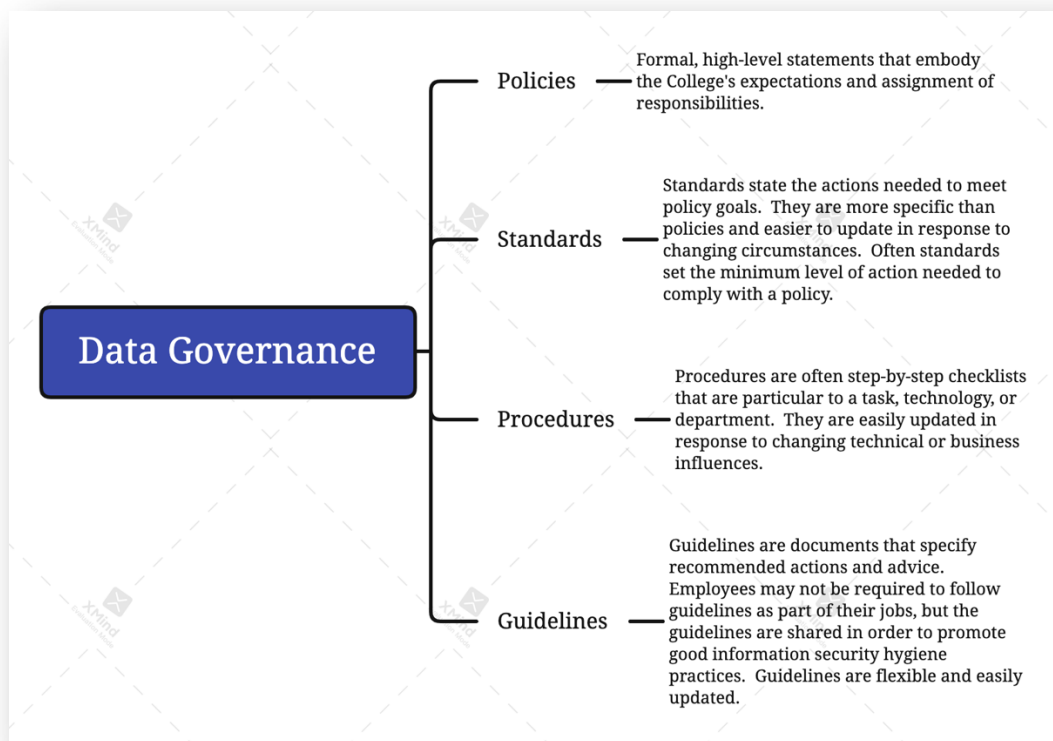 Data Governance
Policies
Formal, high-level statements that embody
the College's expectations and assignment of
responsibilities.
Standards
Standards state the actions needed to meet
policy goals.  They are more specific than
policies and easier to update in response to
changing circumstances.  Often standards
set the minimum level of action needed to
comply with a policy.
Procedures
Procedures are often step-by-step checklists
that are particular to a task, technology, or
department.  They are easily updated in
response to changing technical or business
influences.
Guidelines
Guidelines are documents that specify
recommended actions and advice.
Employees may not be required to follow
guidelines as part of their jobs, but the
guidelines are shared in order to promote
good information security hygiene
practices.  Guidelines are flexible and easily
updated.
XMind
XMind
XMind
XMind